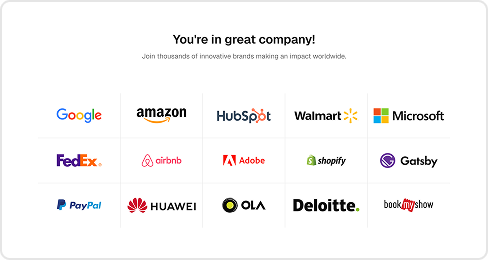 You're in great company!
Join thousands of innovative brands making an impact worldwide.
Google amazon HubSpot Walmart Microsoft
FedEx airbnb Adobe shopify Gatsby
PayPal HUAWEI OLA Deloitte. bookmyshow